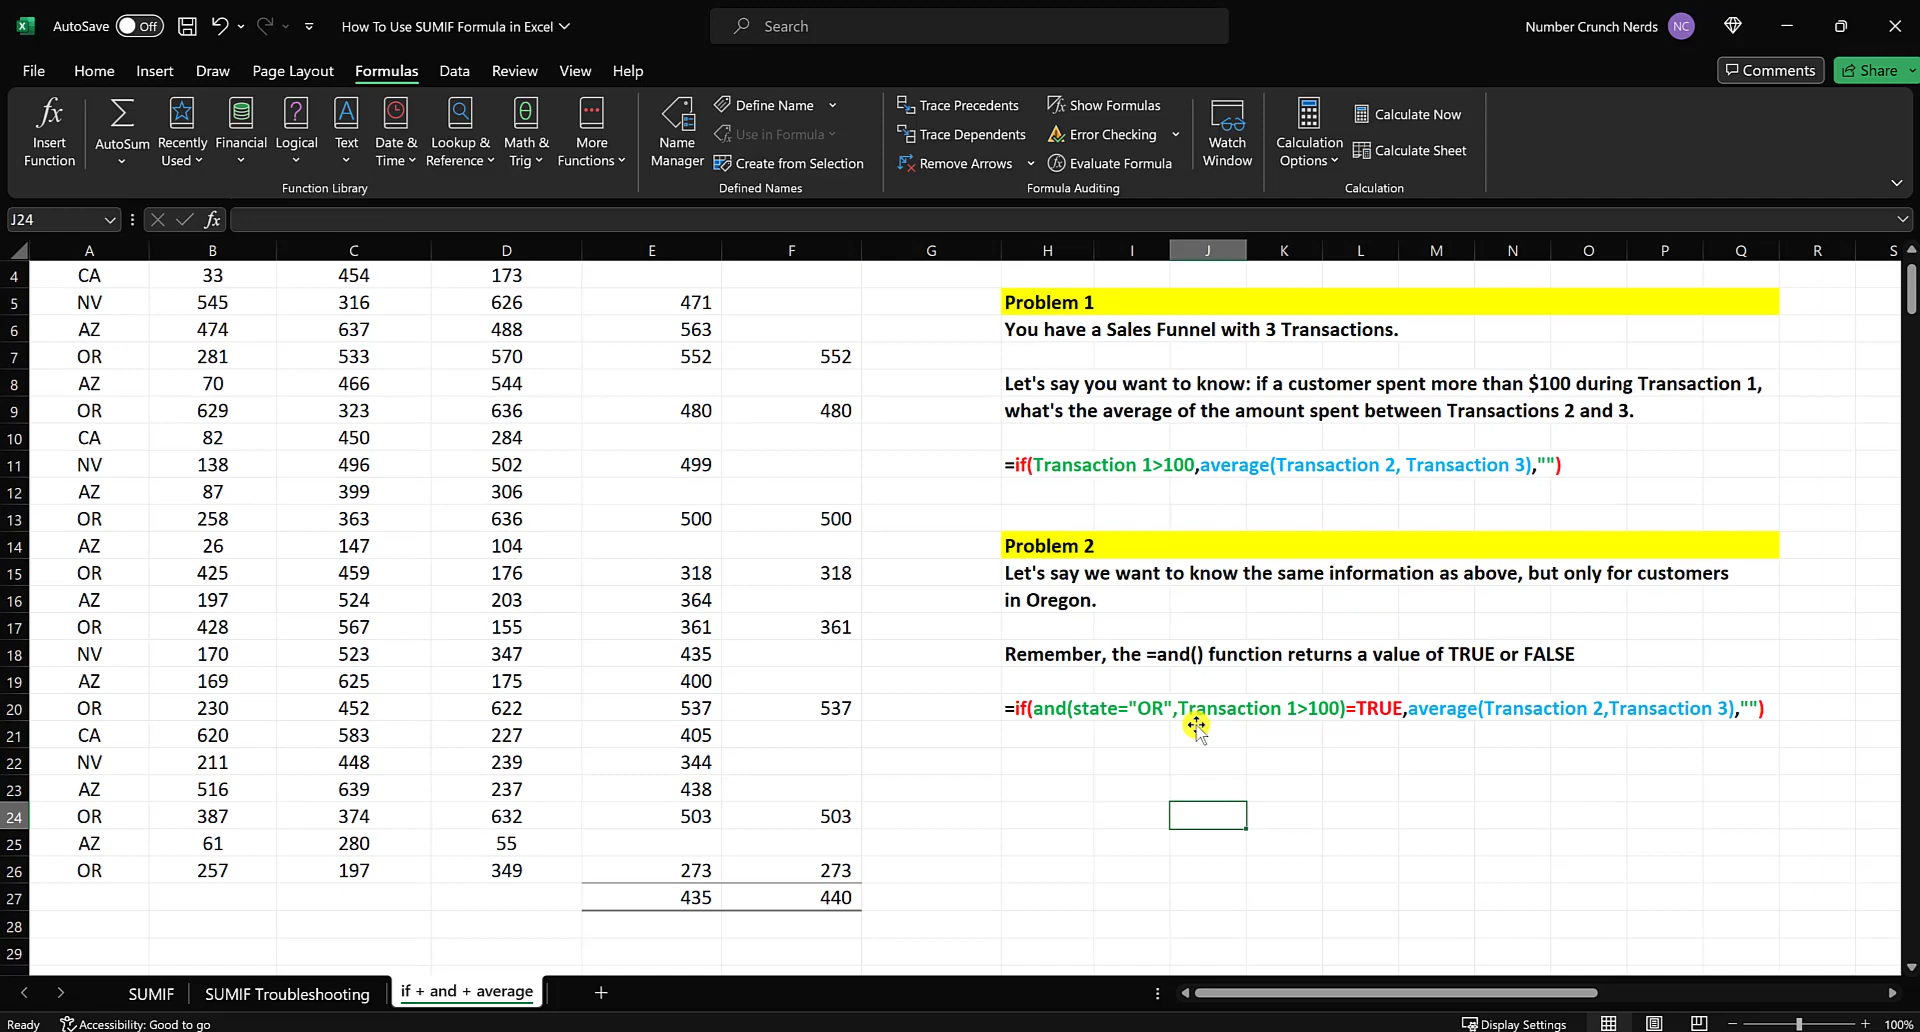 AutoSave Off How To Use SUMIF Formula in Excel Search Number Crunch Nerds NC
File Home Insert Draw Page Layout Formulas Data Review View Help Comments Share
Insert Function
AutoSum
Recently Used
Financial
Logical
Text
Date & Time
Lookup & Reference
Math & Trig
More Functions
Function Library
Name Manager
Define Name
Use in Formula
Create from Selection
Defined Names
Trace Precedents
Trace Dependents
Remove Arrows
Show Formulas
Error Checking
Evaluate Formula
Formula Auditing
Watch Window
Calculation Options
Calculate Now
Calculate Sheet
Calculation
J24 fx
A B C D E F G H I J K L M N O P Q R S
4 CA 33 454 173
5 NV 545 316 626 471 Problem 1
6 AZ 474 637 488 563 You have a Sales Funnel with 3 Transactions.
7 OR 281 533 570 552 552
8 AZ 70 466 544 Let's say you want to know: if a customer spent more than $100 during Transaction 1,
9 OR 629 323 636 480 480 what's the average of the amount spent between Transactions 2 and 3.
10 CA 82 450 284
11 NV 138 496 502 499 =if(Transaction 1>100,average(Transaction 2, Transaction 3),"")
12 AZ 87 399 306
13 OR 258 363 636 500 500
14 AZ 26 147 104 Problem 2
15 OR 425 459 176 318 318 Let's say we want to know the same information as above, but only for customers
16 AZ 197 524 203 364 in Oregon.
17 OR 428 567 155 361 361
18 NV 170 523 347 435 Remember, the =and() function returns a value of TRUE or FALSE
19 AZ 169 625 175 400
20 OR 230 452 622 537 537 =if(and(state="OR",Transaction 1>100)=TRUE,average(Transaction 2,Transaction 3),"")
21 CA 620 583 227 405
22 NV 211 448 239 344
23 AZ 516 639 237 438
24 OR 387 374 632 503 503
25 AZ 61 280 55
26 OR 257 197 349 273 273
27 435 440
28
29
SUMIF SUMIF Troubleshooting if + and + average
Ready Accessibility: Good to go Display Settings 100%